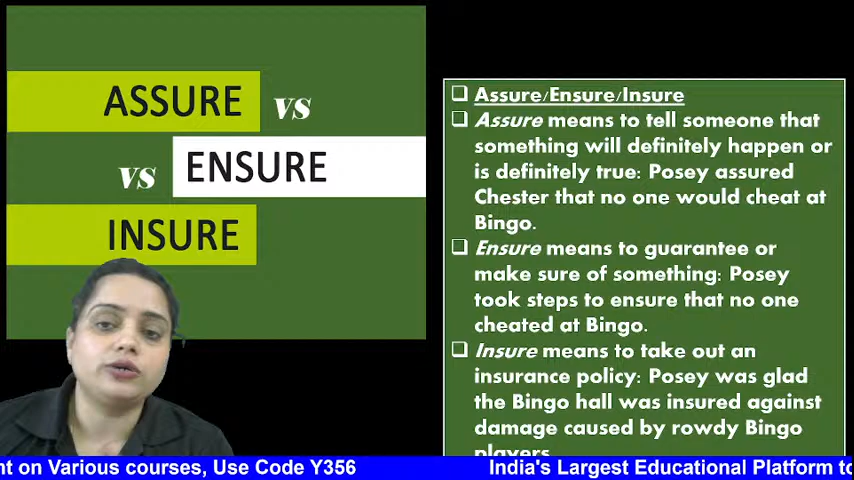 ASSURE vs
vs ENSURE
INSURE
Assure/Ensure/Insure
Assure means to tell someone that
something will definitely happen or
is definitely true: Posey assured
Chester that no one would cheat at
Bingo.
Ensure means to guarantee or
make sure of something: Posey
took steps to ensure that no one
cheated at Bingo.
Insure means to take out an
insurance policy: Posey was glad
the Bingo hall was insured against
damage caused by rowdy Bingo
players.
nt on Various courses, Use Code Y356
India's Largest Educational Platform to